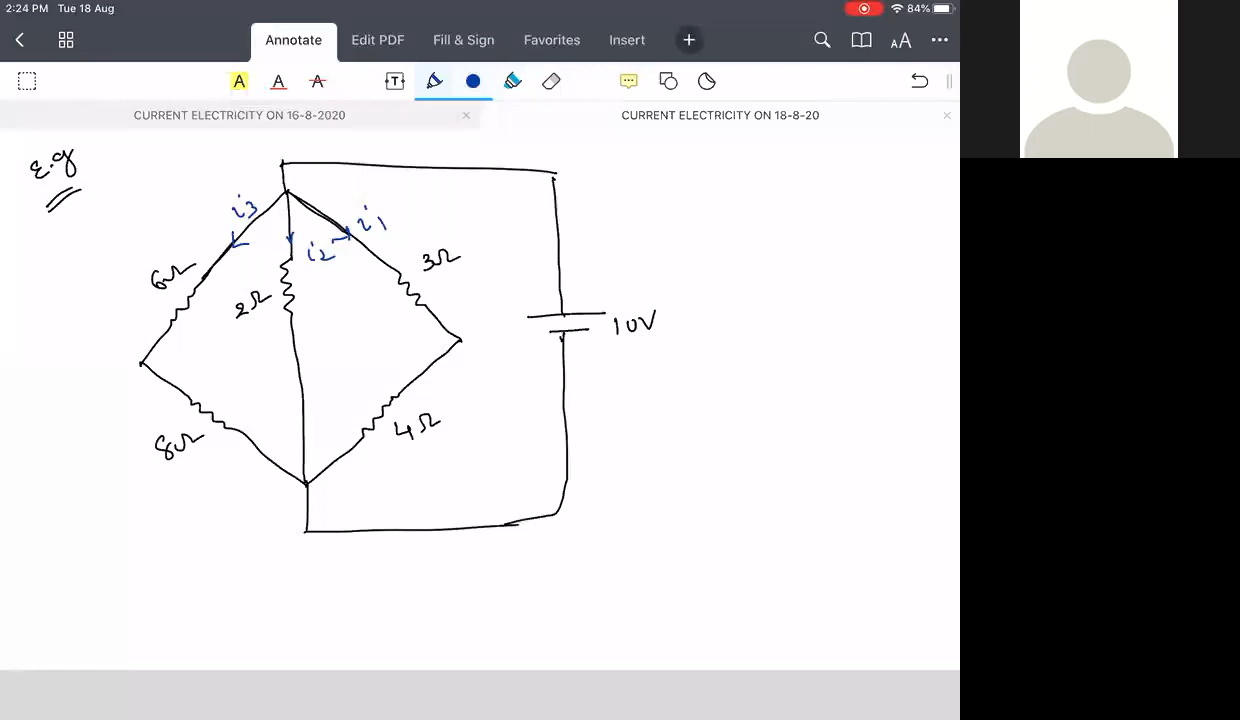 2:24 PM Tue 18 Aug
84%
Annotate Edit PDF Fill & Sign Favorites Insert
AA
A A A T
CURRENT ELECTRICITY ON 16-8-2020
CURRENT ELECTRICITY ON 18-8-20
E.g
i3
i1
i2
6Ω
3Ω
2Ω
10V
8Ω
4Ω